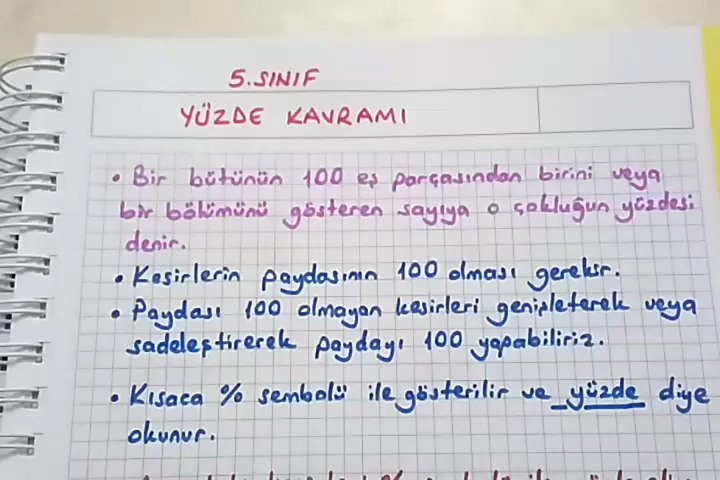 5.SINIF
YÜZDE KAVRAMI
• Bir bütünün 100 eş parçasından birini veya
bir bölümünü gösteren sayıya o çokluğun yüzdesi
denir.
• Kesirlerin paydasının 100 olması gerekir.
• Paydası 100 olmayan kesirleri genişleterek veya
sadeleştirerek paydayı 100 yapabiliriz.
• Kısaca % sembolü ile gösterilir ve yüzde diye
okunur.